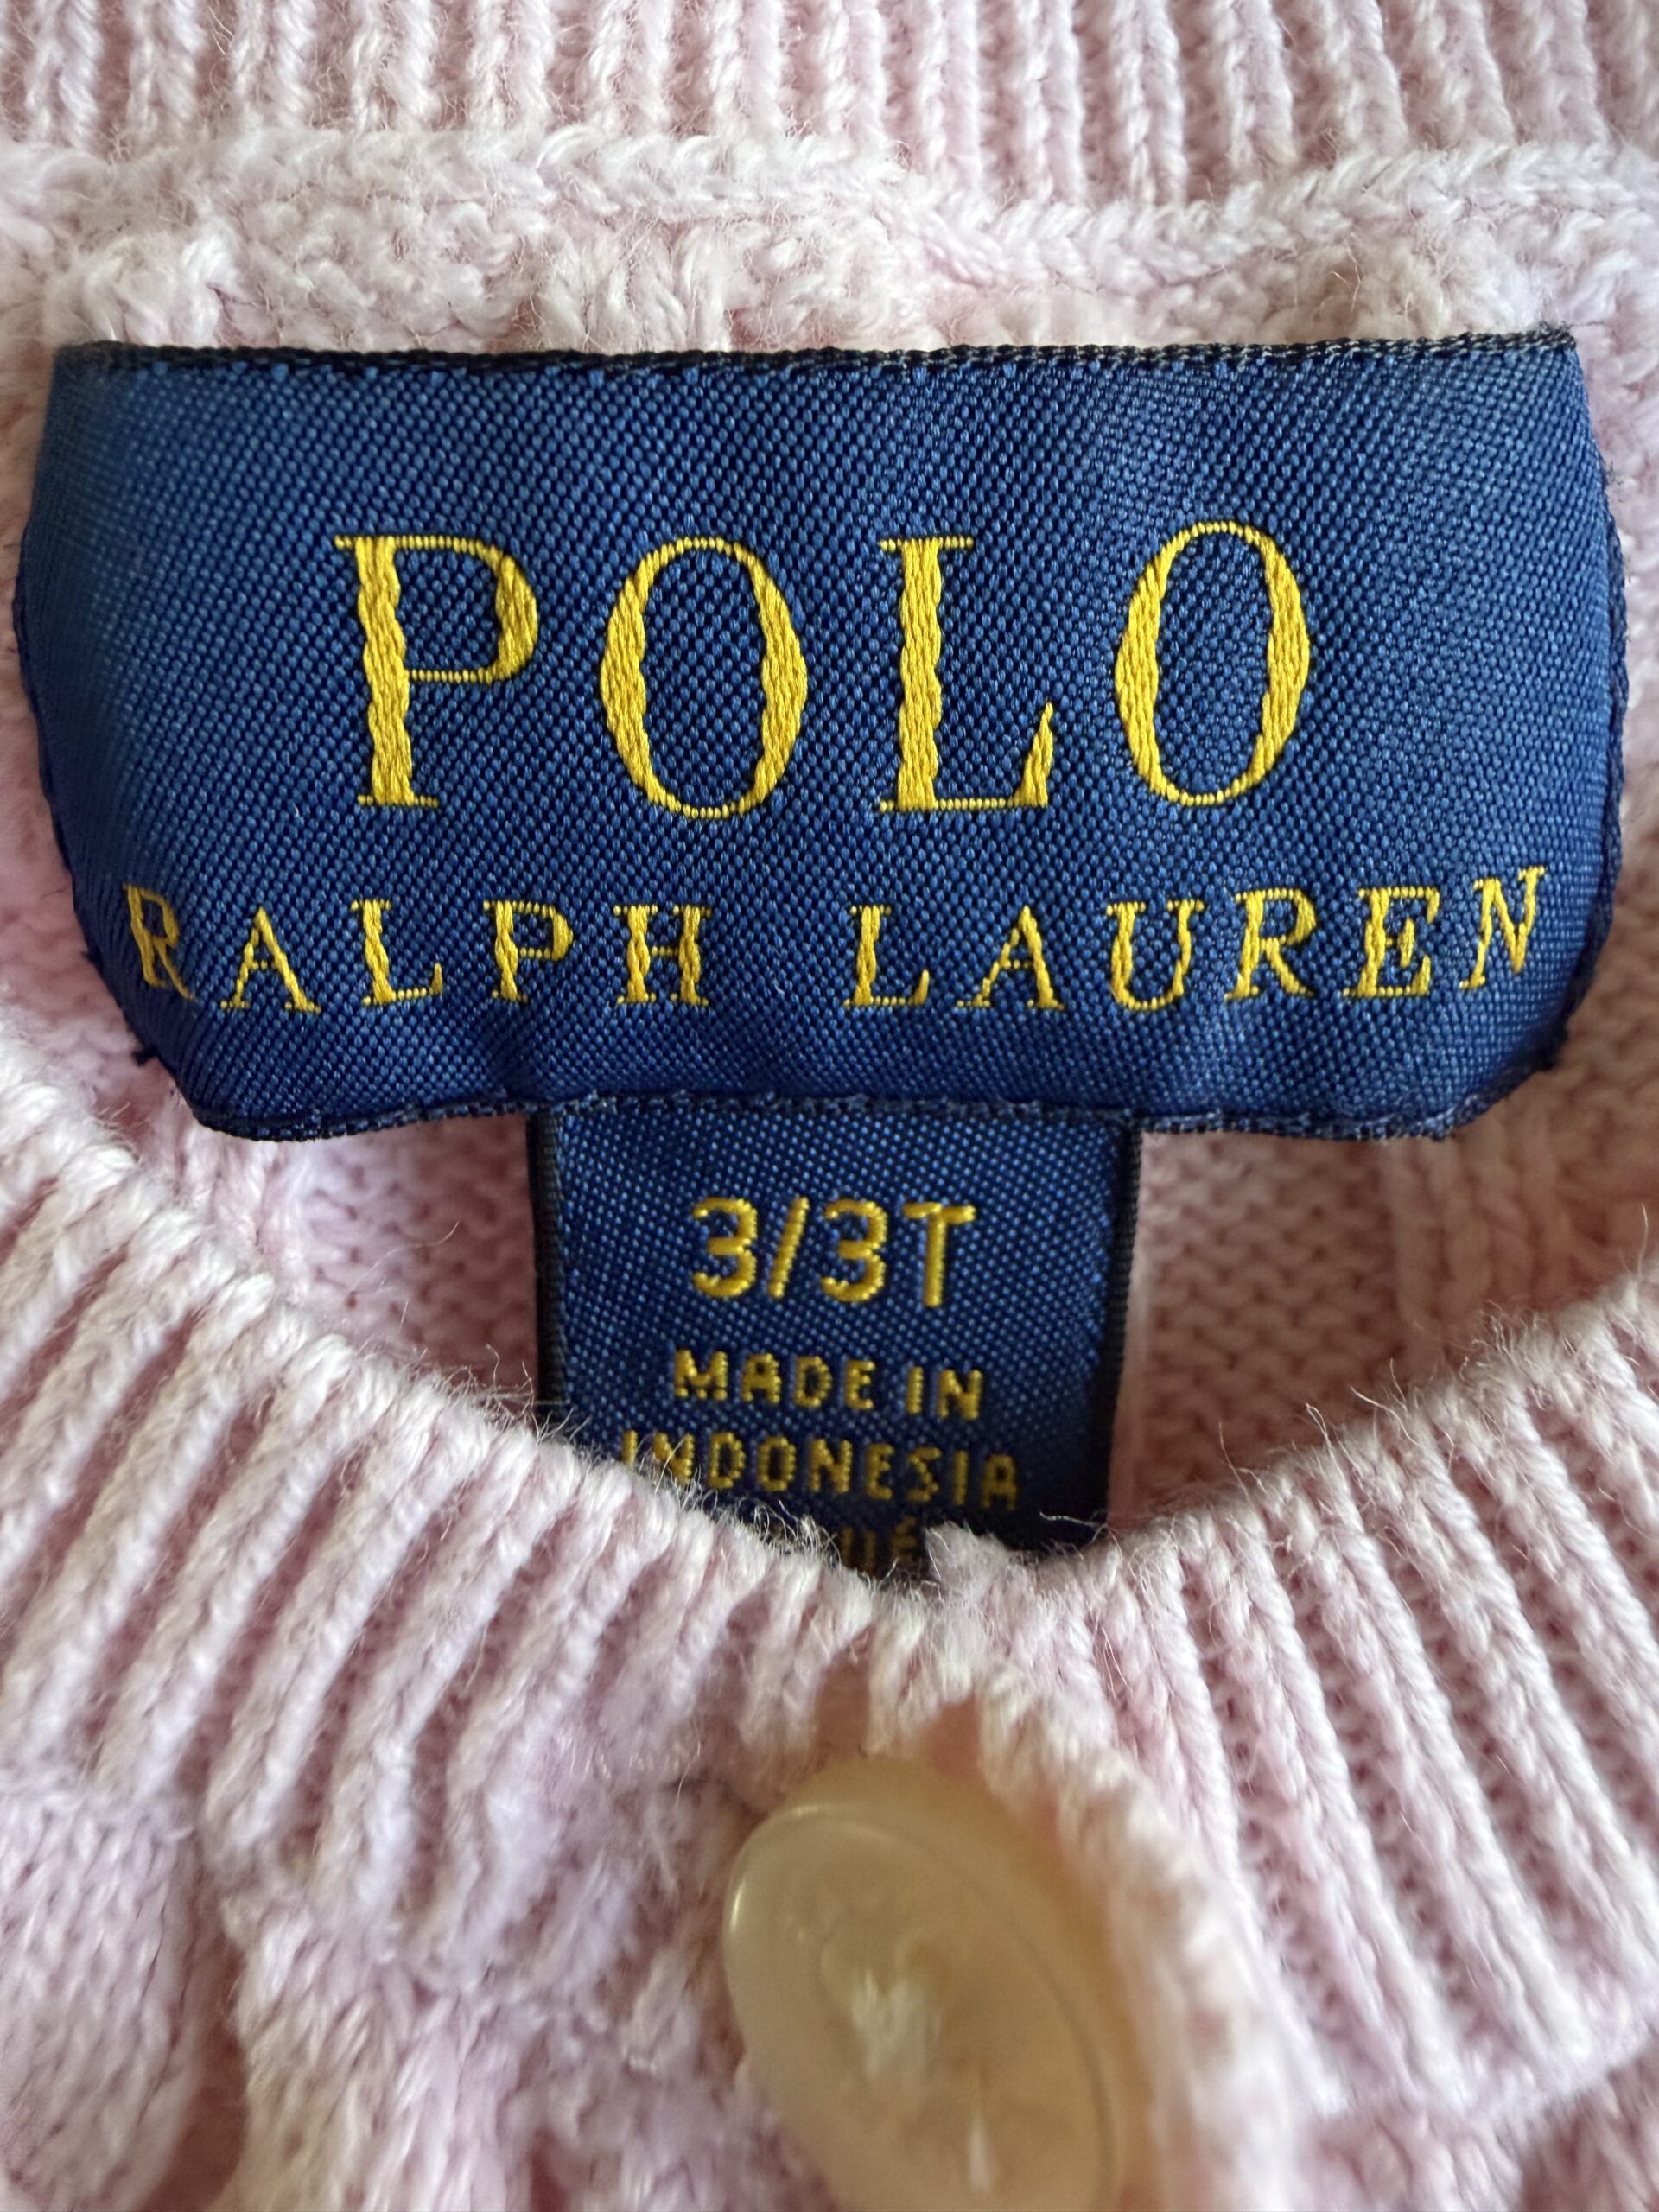 POLO
RALPH LAUREN
3/3T
MADE IN
INDONESIA